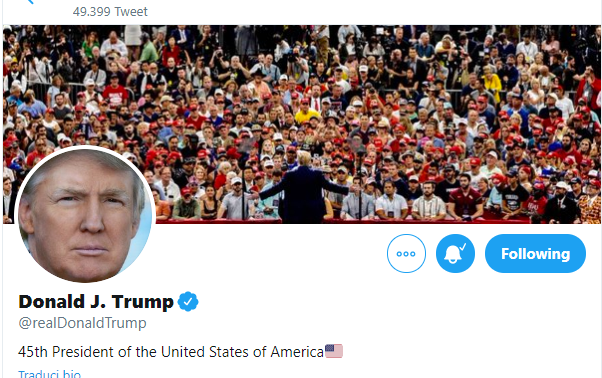 49.399 Tweet
Following
Donald J. Trump
@realDonaldTrump
45th President of the United States of America🇺🇸
Traduci bio